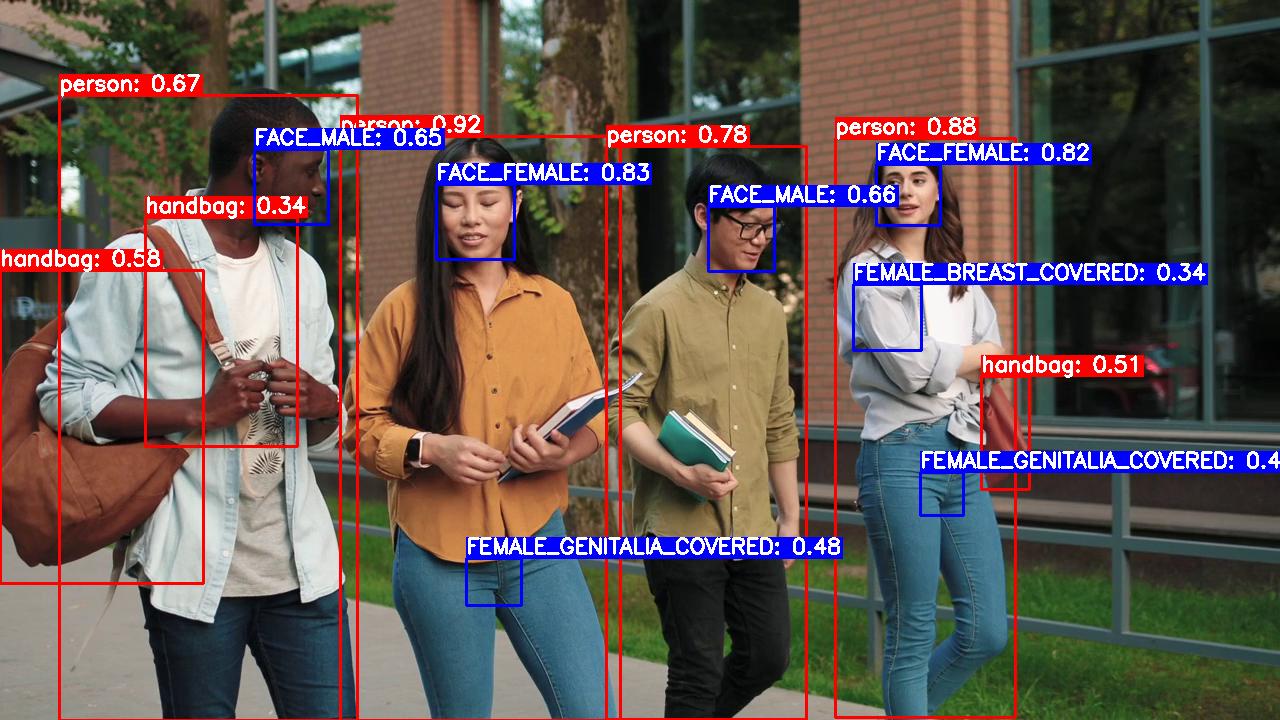 person: 0.67
person: 0.92
person: 0.78
person: 0.88
FACE_MALE: 0.65
FACE_FEMALE: 0.83
FACE_MALE: 0.66
FACE_FEMALE: 0.82
handbag: 0.34
handbag: 0.58
FEMALE_BREAST_COVERED: 0.34
handbag: 0.51
FEMALE_GENITALIA_COVERED: 0.4
FEMALE_GENITALIA_COVERED: 0.48